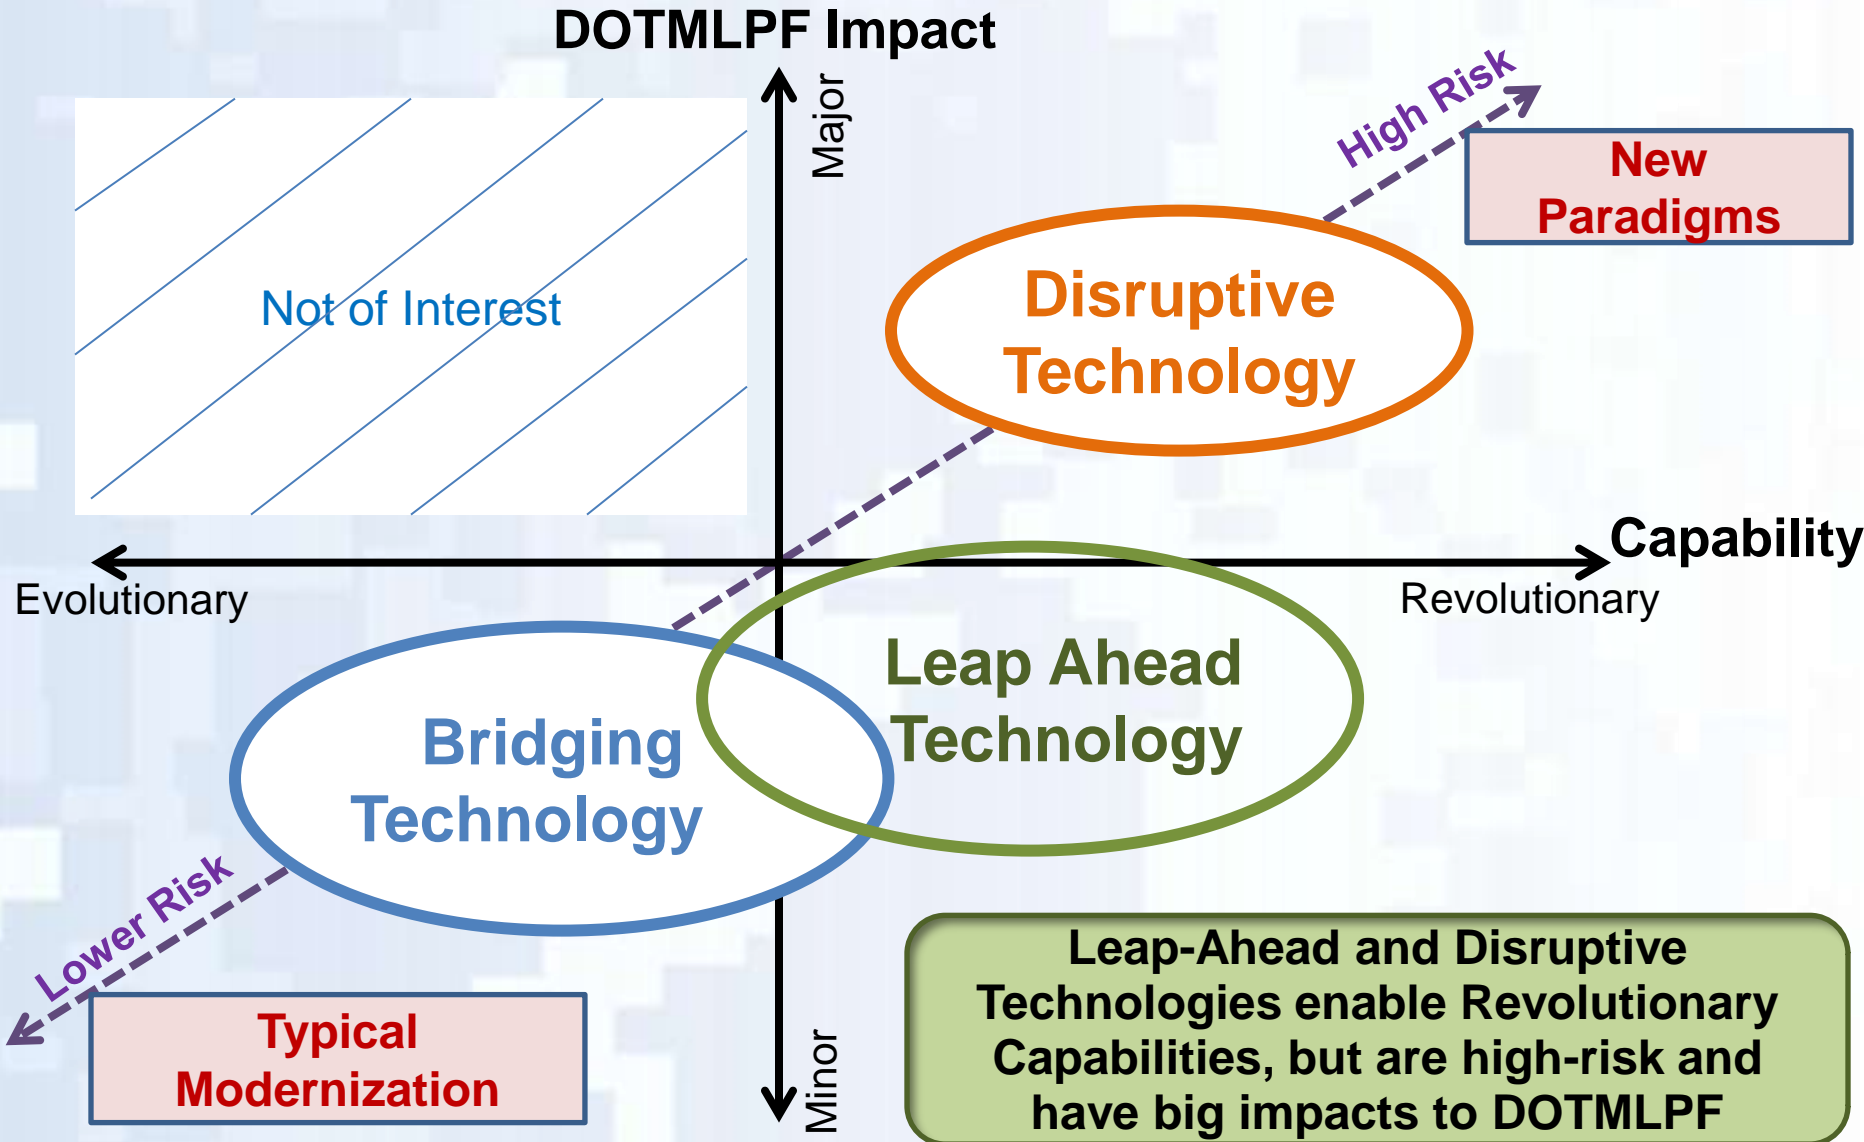 DOTMLPF Impact
Major
High Risk
New
Paradigms
Not of Interest
Disruptive
Technology
Capability
Evolutionary
Revolutionary
Leap Ahead
Technology
Bridging
Technology
Lower Risk
Typical
Modernization
Minor
Leap-Ahead and Disruptive
Technologies enable Revolutionary
Capabilities, but are high-risk and
have big impacts to DOTMLPF